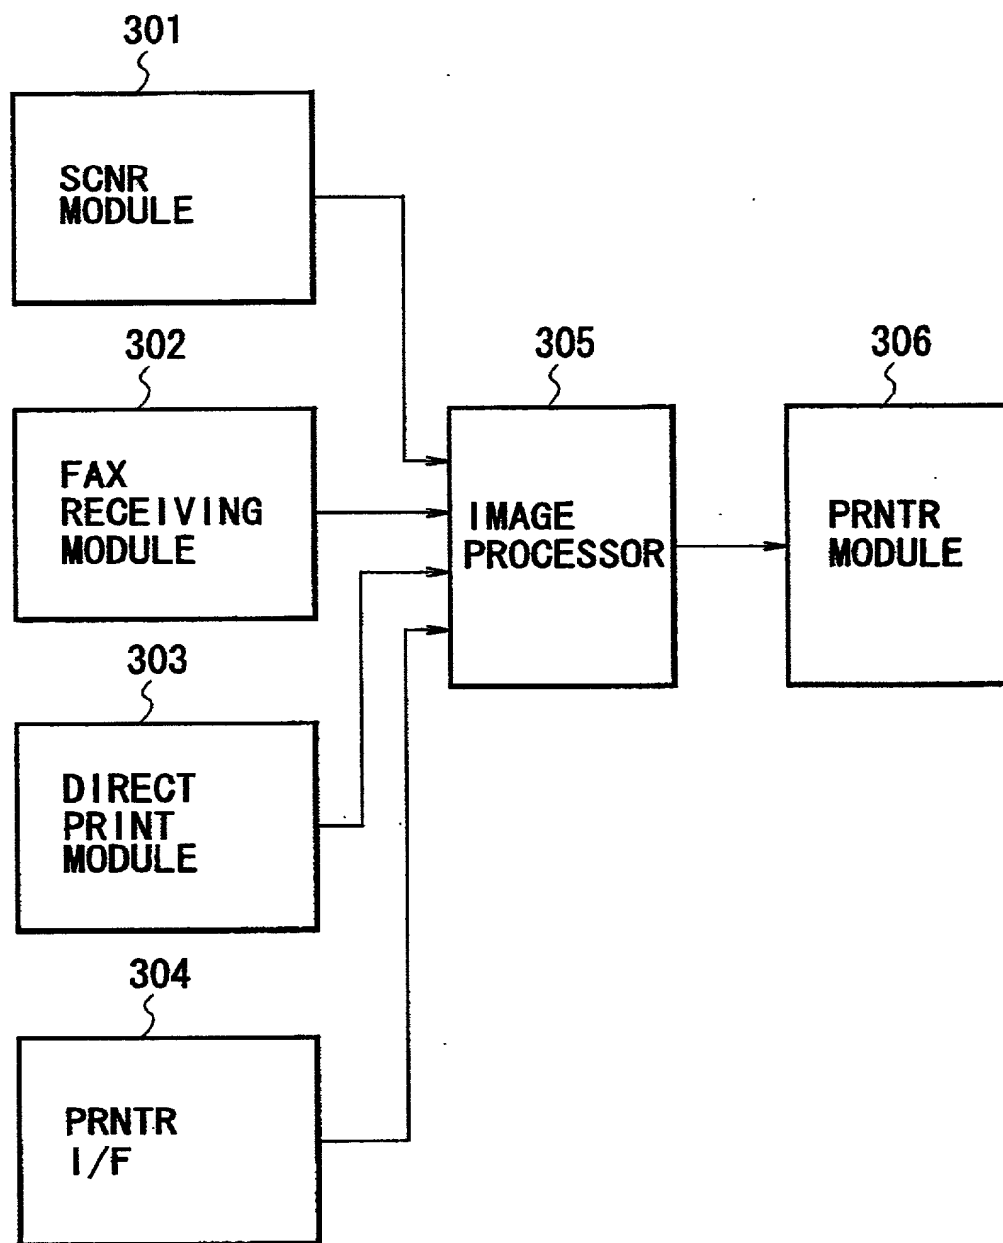 301
SCNR
MODULE
302
FAX
RECEIVING
MODULE
303
DIRECT
PRINT
MODULE
304
PRNTR
I/F
305
IMAGE
PROCESSOR
306
PRNTR
MODULE